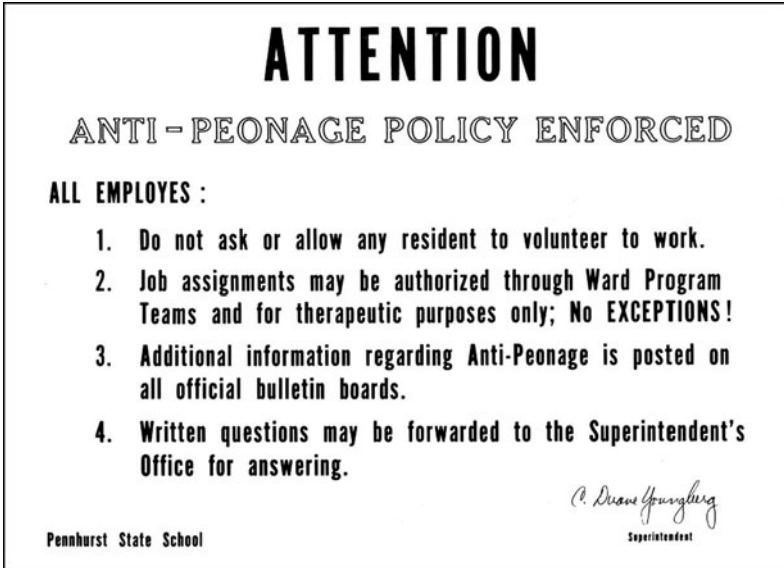 ATTENTION
ANTI-PEONAGE POLICY ENFORCED
ALL EMPLOYES :
1. Do not ask or allow any resident to volunteer to work.
2. Job assignments may be authorized through Ward Program
Teams and for therapeutic purposes only; No EXCEPTIONS!
3. Additional information regarding Anti-Peonage is posted on
all official bulletin boards.
4. Written questions may be forwarded to the Superintendent's
Office for answering.
C. Duane Youngberg
Pennhurst State School Superintendent